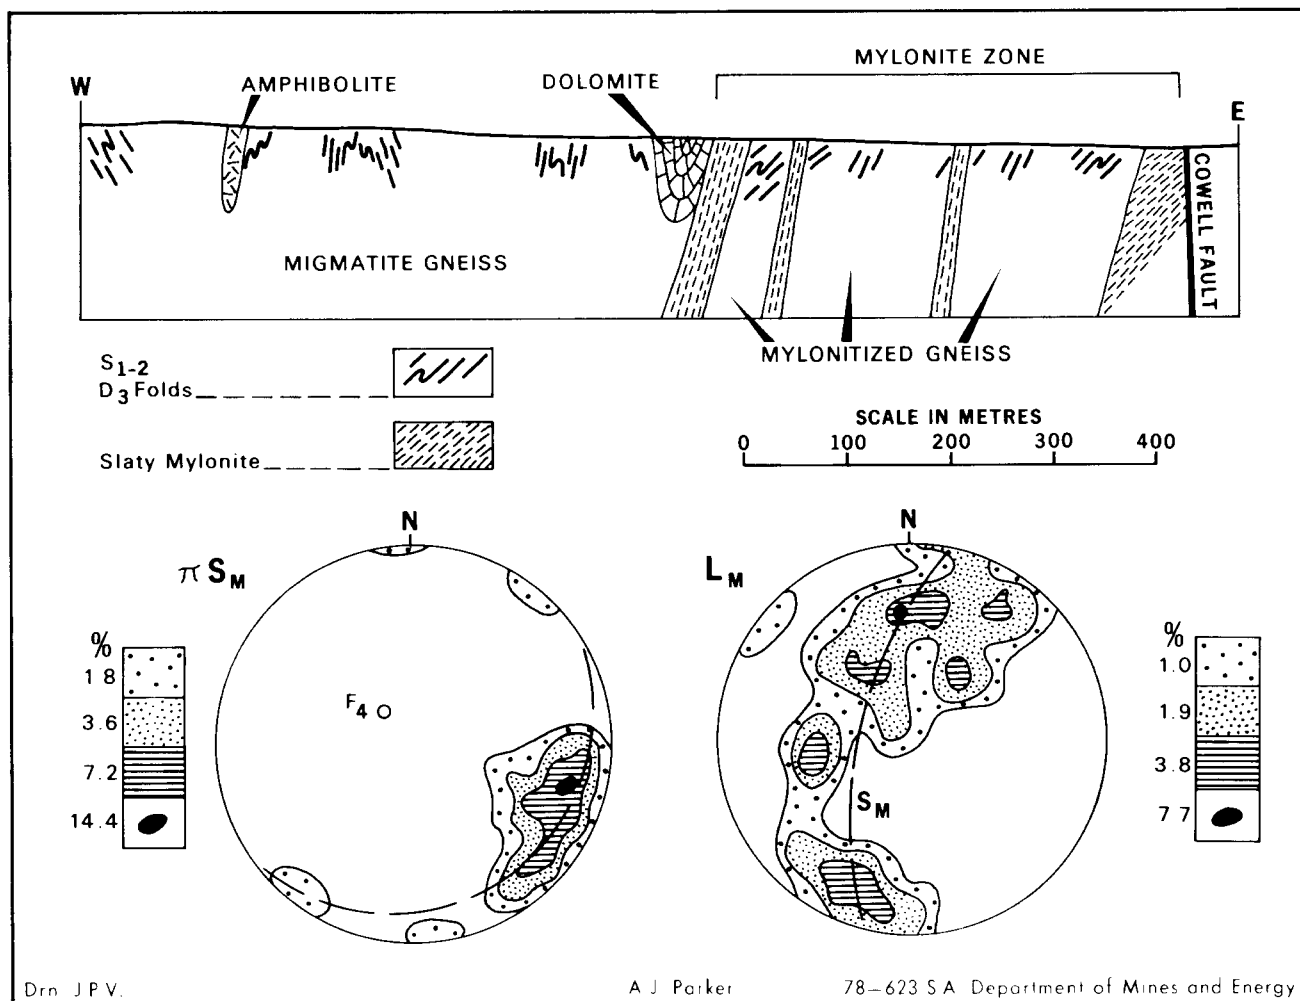 MYLONITE ZONE
W
AMPHIBOLITE
DOLOMITE
E
MIGMATITE GNEISS
COWELL FAULT
MYLONITIZED GNEISS
S1-2
D3 Folds
Slaty Mylonite
SCALE IN METRES
0 100 200 300 400
N
π SM
%
1 8
3.6
7.2
14.4
F4
N
LM
SM
%
1.0
1.9
3.8
7 7
Drn J P V.
A J Parker
78-623 S A Department of Mines and Energy